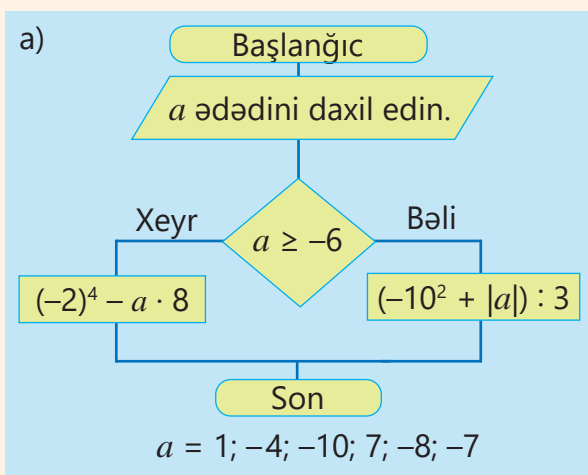 a)
Başlanğıc
a ədədini daxil edin.
Xeyr
Bəli
a ≥ –6
(–2)⁴ – a · 8
(–10² + |a|) : 3
Son
a = 1; –4; –10; 7; –8; –7